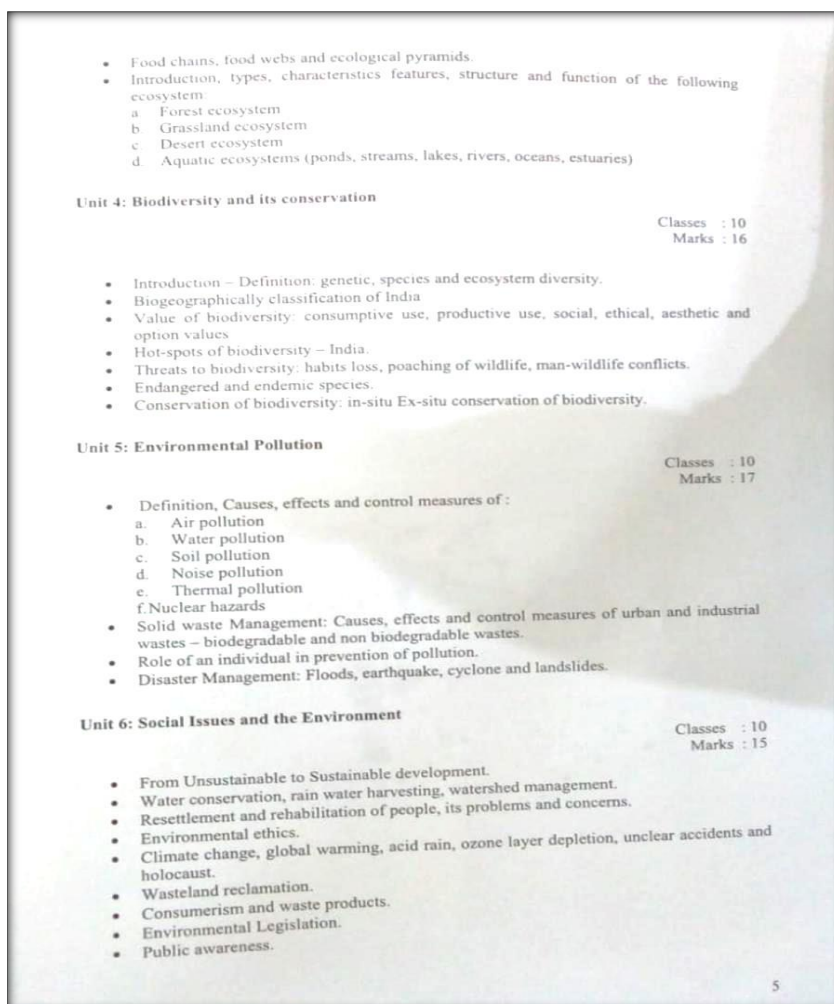 • Food chains, food webs and ecological pyramids.
• Introduction, types, characteristics features, structure and function of the following
ecosystem:
a. Forest ecosystem
b. Grassland ecosystem
c. Desert ecosystem
d. Aquatic ecosystems (ponds, streams, lakes, rivers, oceans, estuaries)
Unit 4: Biodiversity and its conservation
Classes : 10
Marks : 16
• Introduction – Definition: genetic, species and ecosystem diversity.
• Biogeographically classification of India
• Value of biodiversity: consumptive use, productive use, social, ethical, aesthetic and
option values
• Hot-spots of biodiversity – India.
• Threats to biodiversity: habits loss, poaching of wildlife, man-wildlife conflicts.
• Endangered and endemic species.
• Conservation of biodiversity: in-situ Ex-situ conservation of biodiversity.
Unit 5: Environmental Pollution
Classes : 10
Marks : 17
• Definition, Causes, effects and control measures of :
a. Air pollution
b. Water pollution
c. Soil pollution
d. Noise pollution
e. Thermal pollution
f. Nuclear hazards
• Solid waste Management: Causes, effects and control measures of urban and industrial
wastes – biodegradable and non biodegradable wastes.
• Role of an individual in prevention of pollution.
• Disaster Management: Floods, earthquake, cyclone and landslides.
Unit 6: Social Issues and the Environment
Classes : 10
Marks : 15
• From Unsustainable to Sustainable development.
• Water conservation, rain water harvesting, watershed management.
• Resettlement and rehabilitation of people, its problems and concerns.
• Environmental ethics.
• Climate change, global warming, acid rain, ozone layer depletion, unclear accidents and
holocaust.
• Wasteland reclamation.
• Consumerism and waste products.
• Environmental Legislation.
• Public awareness.
5